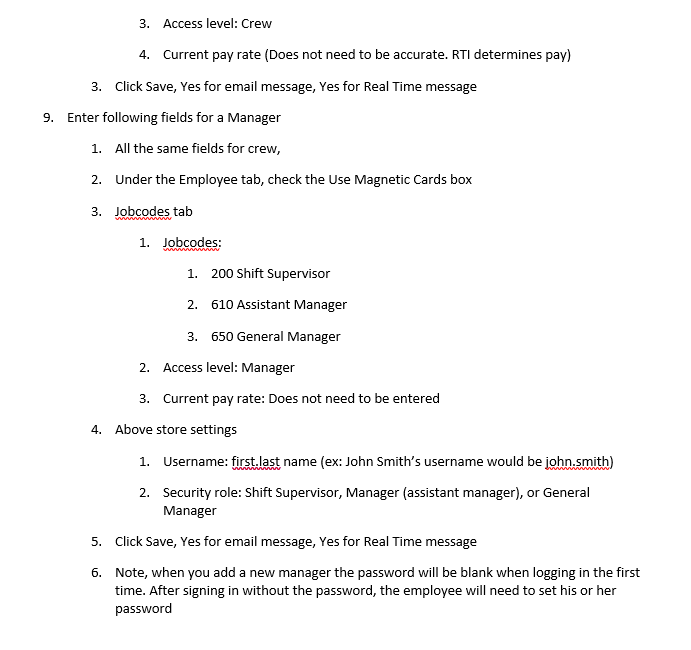 3. Access level: Crew
4. Current pay rate (Does not need to be accurate. RTI determines pay)
3. Click Save, Yes for email message, Yes for Real Time message
9. Enter following fields for a Manager
1. All the same fields for crew,
2. Under the Employee tab, check the Use Magnetic Cards box
3. Jobcodes tab
1. Jobcodes:
1. 200 Shift Supervisor
2. 610 Assistant Manager
3. 650 General Manager
2. Access level: Manager
3. Current pay rate: Does not need to be entered
4. Above store settings
1. Username: first.last name (ex: John Smith’s username would be john.smith)
2. Security role: Shift Supervisor, Manager (assistant manager), or General
Manager
5. Click Save, Yes for email message, Yes for Real Time message
6. Note, when you add a new manager the password will be blank when logging in the first
time. After signing in without the password, the employee will need to set his or her
password